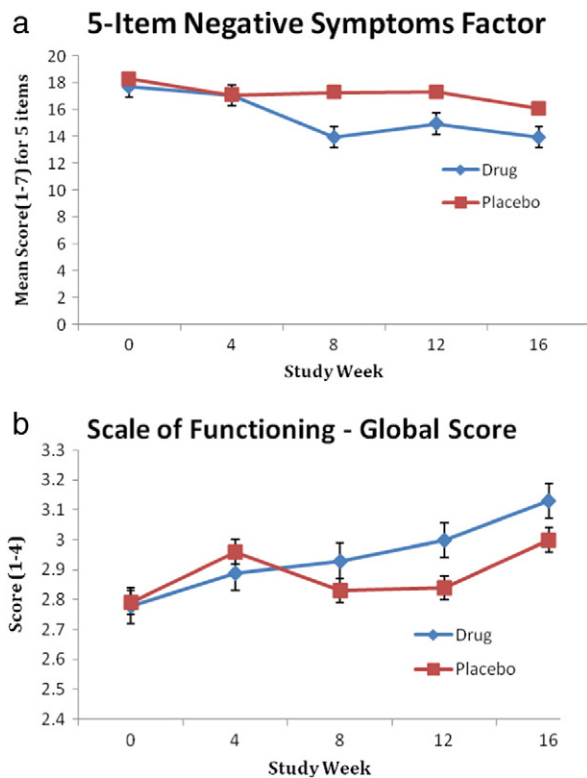 a
5-Item Negative Symptoms Factor
Mean Score(1-7) for 5 items
20
18
16
14
12
10
8
6
4
2
0
Drug
Placebo
0 4 8 12 16
Study Week
b
Scale of Functioning - Global Score
Score (1-4)
3.3
3.2
3.1
3
2.9
2.8
2.7
2.6
2.5
2.4
Drug
Placebo
0 4 8 12 16
Study Week